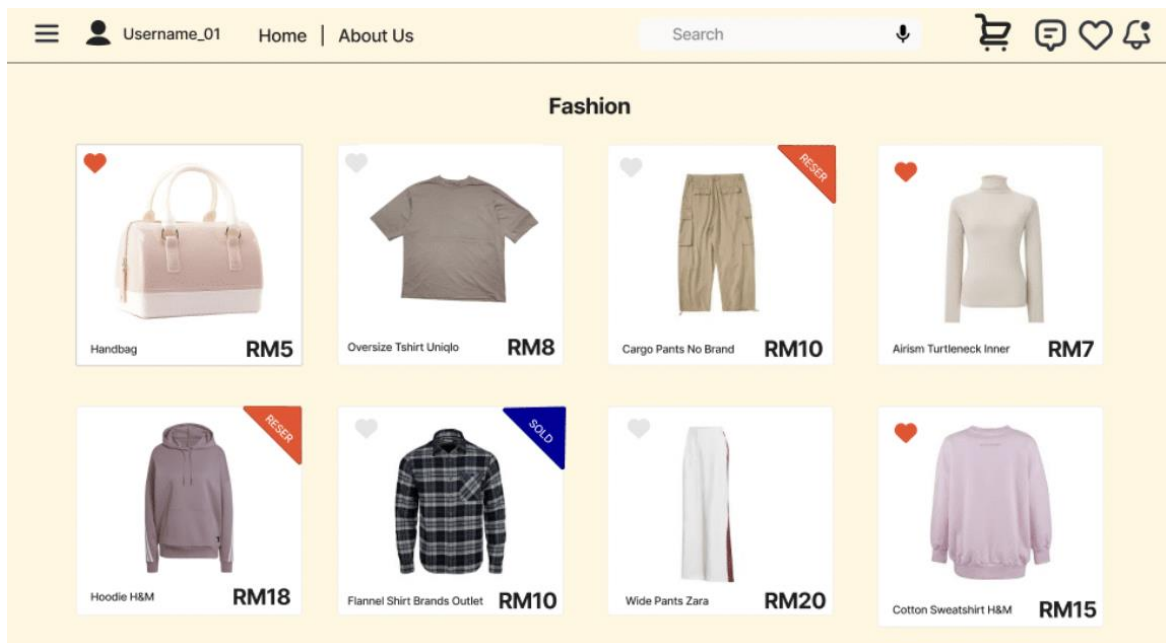 Username_01 Home | About Us Search
Fashion
RESER
Handbag RM5 Oversize Tshirt Uniqlo RM8 Cargo Pants No Brand RM10 Airism Turtleneck Inner RM7
RESER SOLD
Hoodie H&M RM18 Flannel Shirt Brands Outlet RM10 Wide Pants Zara RM20 Cotton Sweatshirt H&M RM15